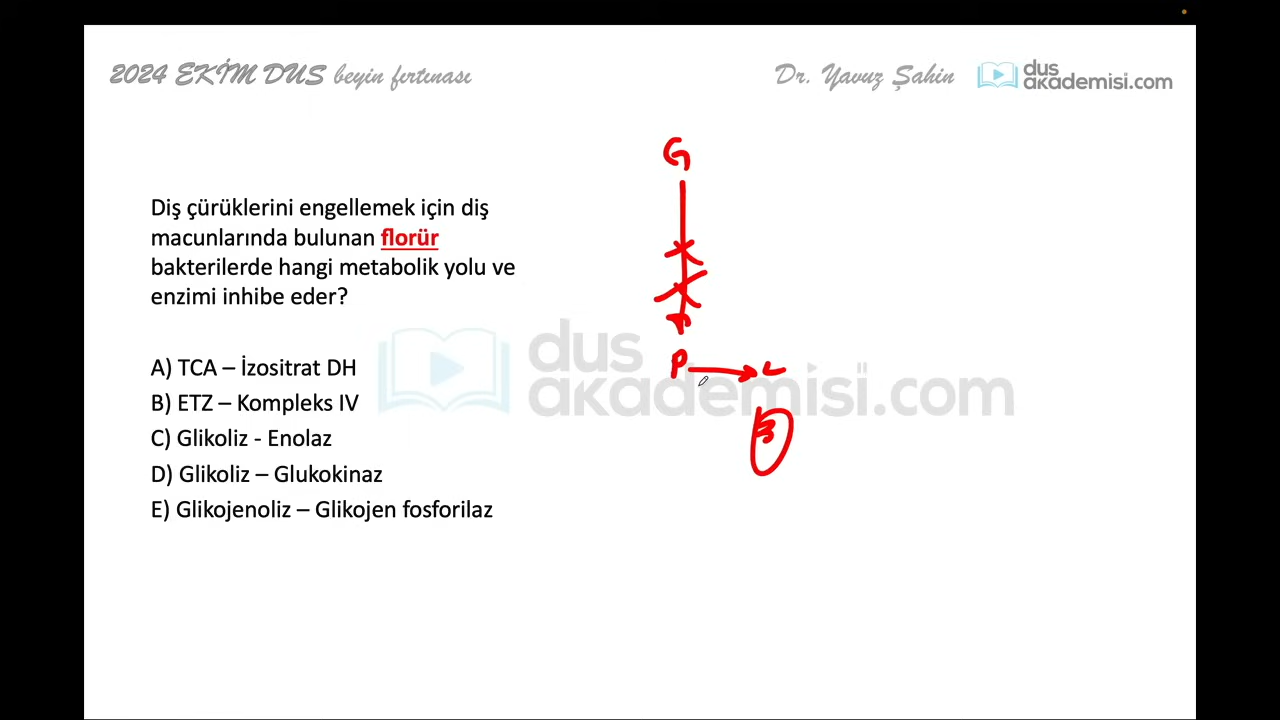 2024 EKİM DUS beyin fırtınası
Dr. Yavuz Şahin
dus
akademisi.com
G
Diş çürüklerini engellemek için diş
macunlarında bulunan florür
bakterilerde hangi metabolik yolu ve
enzimi inhibe eder?
dus
akademisi.com
P
L
A) TCA – İzositrat DH
B) ETZ – Kompleks IV
C) Glikoliz - Enolaz
D) Glikoliz – Glukokinaz
E) Glikojenoliz – Glikojen fosforilaz